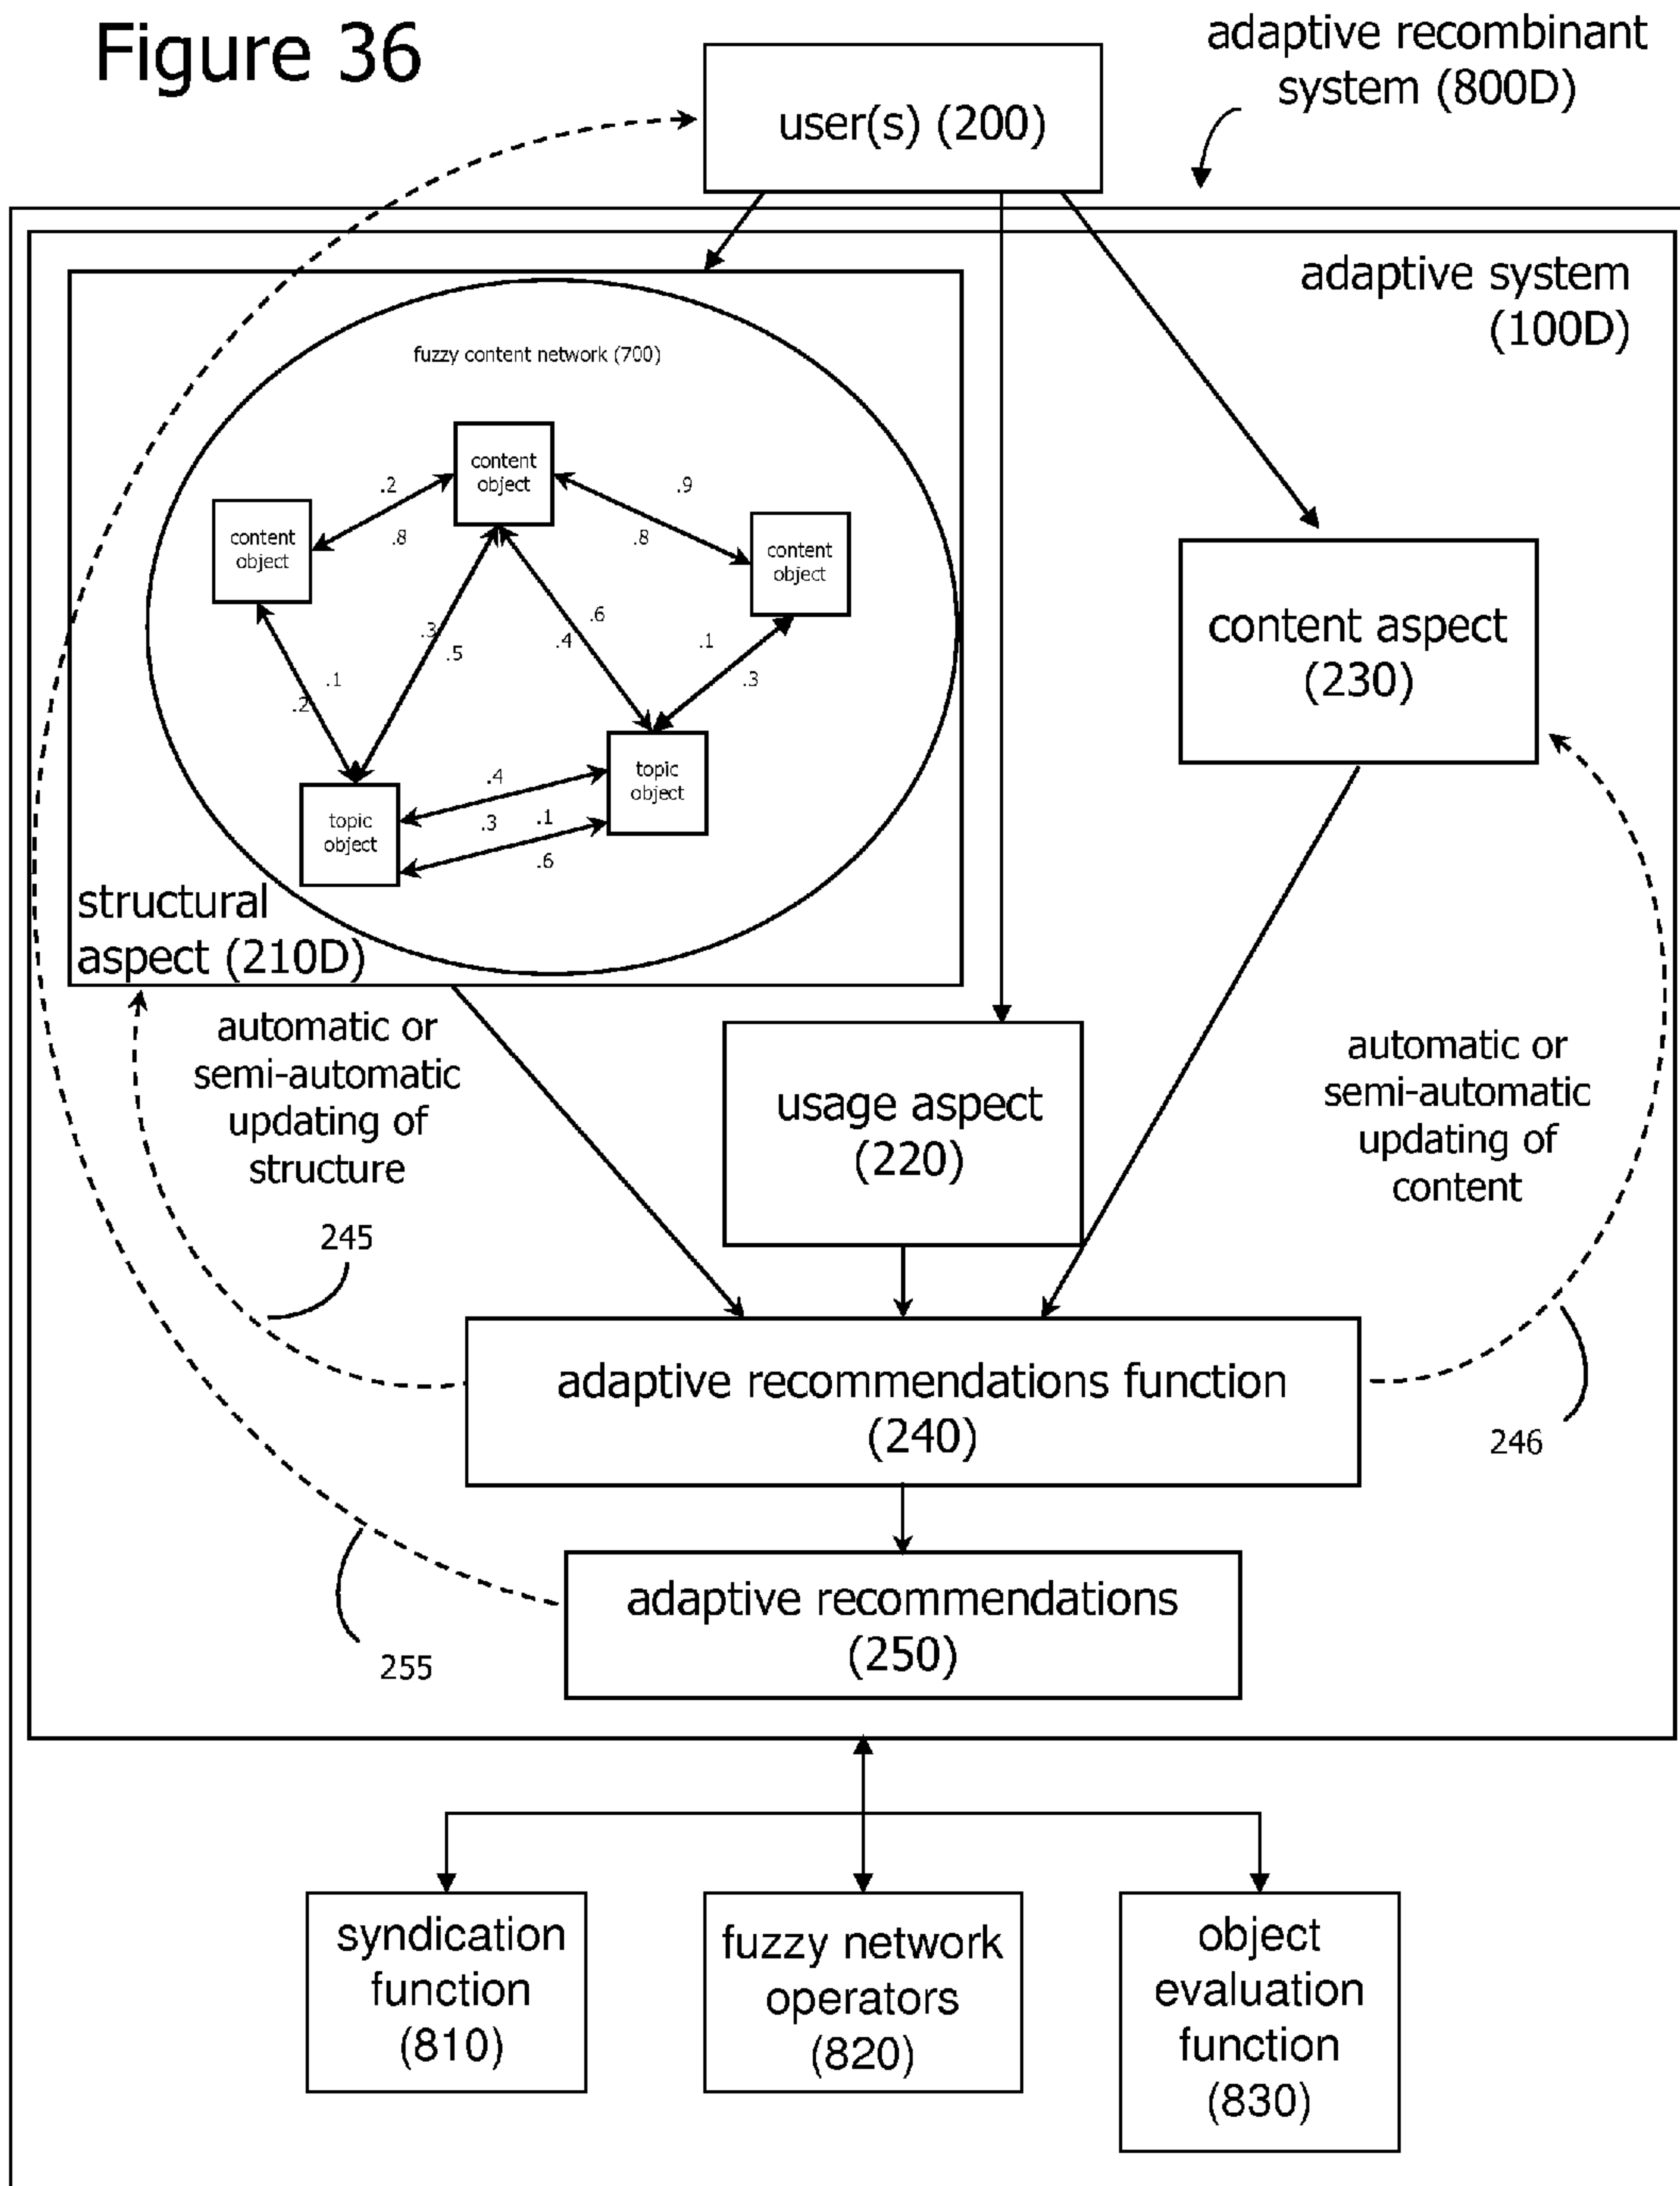 Figure 36
adaptive recombinant
system (800D)
user(s) (200)
adaptive system
(100D)
fuzzy content network (700)
content
object
.2
.8
.9
.8
content
object
content
object
.3
.5
.6
.4
.1
.3
.1
.2
topic
object
topic
object
.4
.3
.1
.6
structural
aspect (210D)
content aspect
(230)
automatic or
semi-automatic
updating of
structure
245
usage aspect
(220)
automatic or
semi-automatic
updating of
content
246
adaptive recommendations function
(240)
adaptive recommendations
(250)
255
syndication
function
(810)
fuzzy network
operators
(820)
object
evaluation
function
(830)